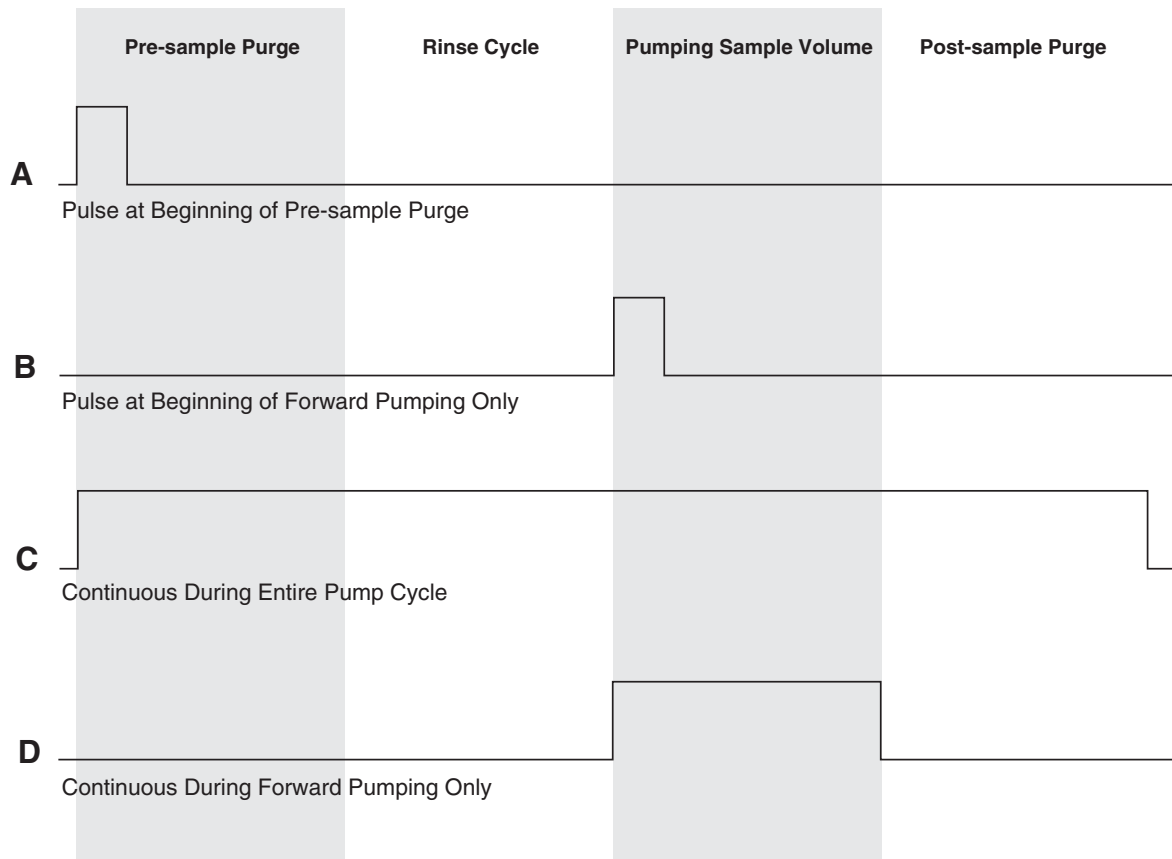 Pre-sample Purge Rinse Cycle Pumping Sample Volume Post-sample Purge
A
Pulse at Beginning of Pre-sample Purge
B
Pulse at Beginning of Forward Pumping Only
C
Continuous During Entire Pump Cycle
D
Continuous During Forward Pumping Only